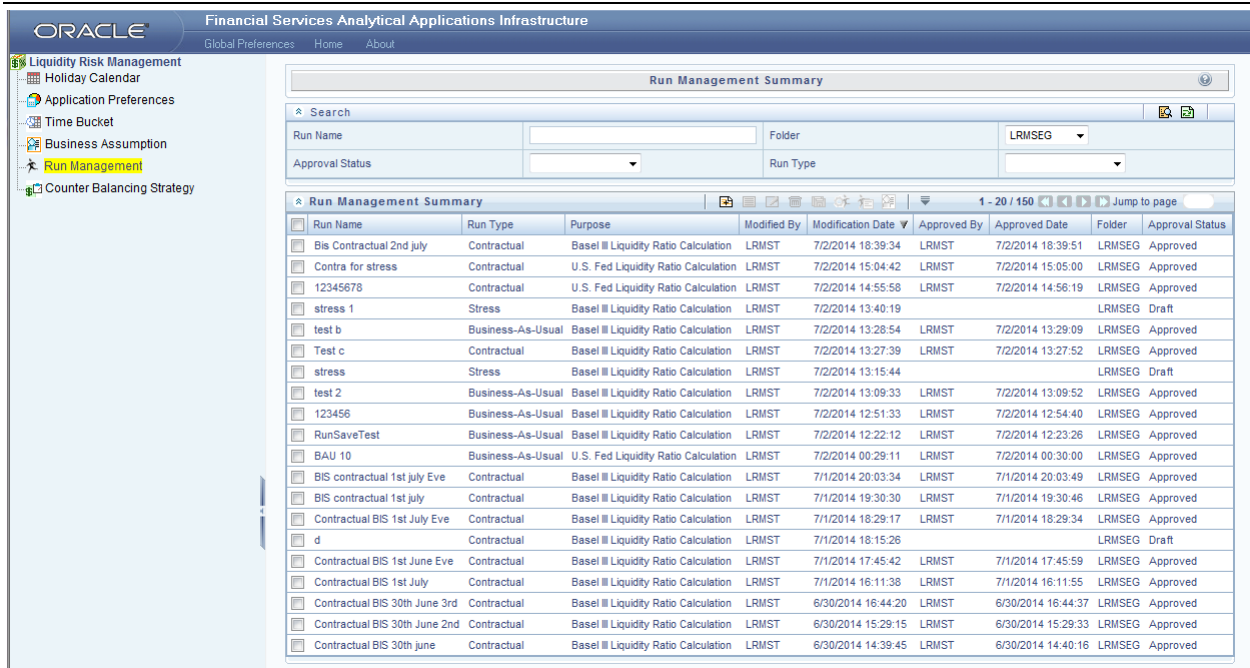 ORACLE
Financial Services Analytical Applications Infrastructure
Global Preferences Home About
Liquidity Risk Management
Holiday Calendar
Application Preferences
Time Bucket
Business Assumption
Run Management
Counter Balancing Strategy
Run Management Summary
Search
Run Name Folder LRMSEG
Approval Status Run Type
Run Management Summary 1 - 20 / 150 Jump to page
Run Name Run Type Purpose Modified By Modification Date Approved By Approved Date Folder Approval Status
Bis Contractual 2nd july Contractual Basel III Liquidity Ratio Calculation LRMST 7/2/2014 18:39:34 LRMST 7/2/2014 18:39:51 LRMSEG Approved
Contra for stress Contractual U.S. Fed Liquidity Ratio Calculation LRMST 7/2/2014 15:04:42 LRMST 7/2/2014 15:05:00 LRMSEG Approved
12345678 Contractual U.S. Fed Liquidity Ratio Calculation LRMST 7/2/2014 14:55:58 LRMST 7/2/2014 14:56:19 LRMSEG Approved
stress 1 Stress Basel III Liquidity Ratio Calculation LRMST 7/2/2014 13:40:19 LRMSEG Draft
test b Business-As-Usual Basel III Liquidity Ratio Calculation LRMST 7/2/2014 13:28:54 LRMST 7/2/2014 13:29:09 LRMSEG Approved
Test c Contractual Basel III Liquidity Ratio Calculation LRMST 7/2/2014 13:27:39 LRMST 7/2/2014 13:27:52 LRMSEG Approved
stress Stress Basel III Liquidity Ratio Calculation LRMST 7/2/2014 13:15:44 LRMSEG Draft
test 2 Business-As-Usual Basel III Liquidity Ratio Calculation LRMST 7/2/2014 13:09:33 LRMST 7/2/2014 13:09:52 LRMSEG Approved
123456 Business-As-Usual Basel III Liquidity Ratio Calculation LRMST 7/2/2014 12:51:33 LRMST 7/2/2014 12:54:40 LRMSEG Approved
RunSaveTest Business-As-Usual Basel III Liquidity Ratio Calculation LRMST 7/2/2014 12:22:12 LRMST 7/2/2014 12:23:26 LRMSEG Approved
BAU 10 Business-As-Usual U.S. Fed Liquidity Ratio Calculation LRMST 7/2/2014 00:29:11 LRMST 7/2/2014 00:30:00 LRMSEG Approved
BIS contractual 1st july Eve Contractual Basel III Liquidity Ratio Calculation LRMST 7/1/2014 20:03:34 LRMST 7/1/2014 20:03:49 LRMSEG Approved
BIS contractual 1st july Contractual Basel III Liquidity Ratio Calculation LRMST 7/1/2014 19:30:30 LRMST 7/1/2014 19:30:46 LRMSEG Approved
Contractual BIS 1st July Eve Contractual Basel III Liquidity Ratio Calculation LRMST 7/1/2014 18:29:17 LRMST 7/1/2014 18:29:34 LRMSEG Approved
d Contractual Basel III Liquidity Ratio Calculation LRMST 7/1/2014 18:15:26 LRMSEG Draft
Contractual BIS 1st June Eve Contractual Basel III Liquidity Ratio Calculation LRMST 7/1/2014 17:45:42 LRMST 7/1/2014 17:45:59 LRMSEG Approved
Contractual BIS 1st July Contractual Basel III Liquidity Ratio Calculation LRMST 7/1/2014 16:11:38 LRMST 7/1/2014 16:11:55 LRMSEG Approved
Contractual BIS 30th June 3rd Contractual Basel III Liquidity Ratio Calculation LRMST 6/30/2014 16:44:20 LRMST 6/30/2014 16:44:37 LRMSEG Approved
Contractual BIS 30th June 2nd Contractual Basel III Liquidity Ratio Calculation LRMST 6/30/2014 15:29:15 LRMST 6/30/2014 15:29:33 LRMSEG Approved
Contractual BIS 30th june Contractual Basel III Liquidity Ratio Calculation LRMST 6/30/2014 14:39:45 LRMST 6/30/2014 14:40:16 LRMSEG Approved